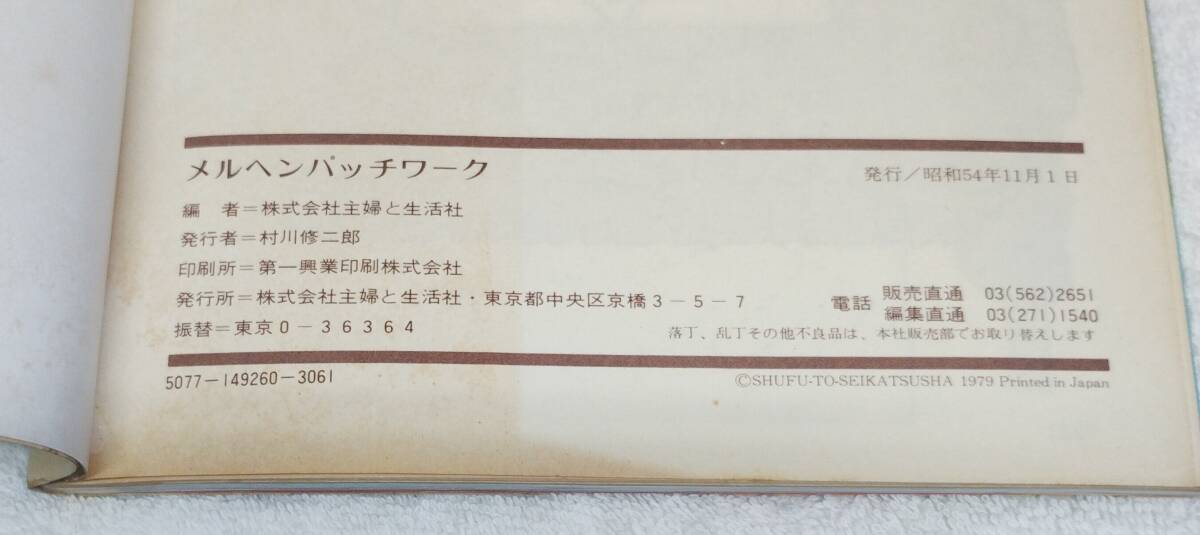 メルヘンパッチワーク
発行／昭和54年11月1日
編　者＝株式会社主婦と生活社
発行者＝村川修二郎
印刷所＝第一興業印刷株式会社
発行所＝株式会社主婦と生活社・東京都中央区京橋3－5－7
電話 販売直通 03(562)2651
編集直通 03(271)1540
振替＝東京0－36364
落丁、乱丁その他不良品は、本社販売部でお取り替えします
5077－149260－3061
©SHUFU-TO-SEIKATSUSHA 1979 Printed in Japan